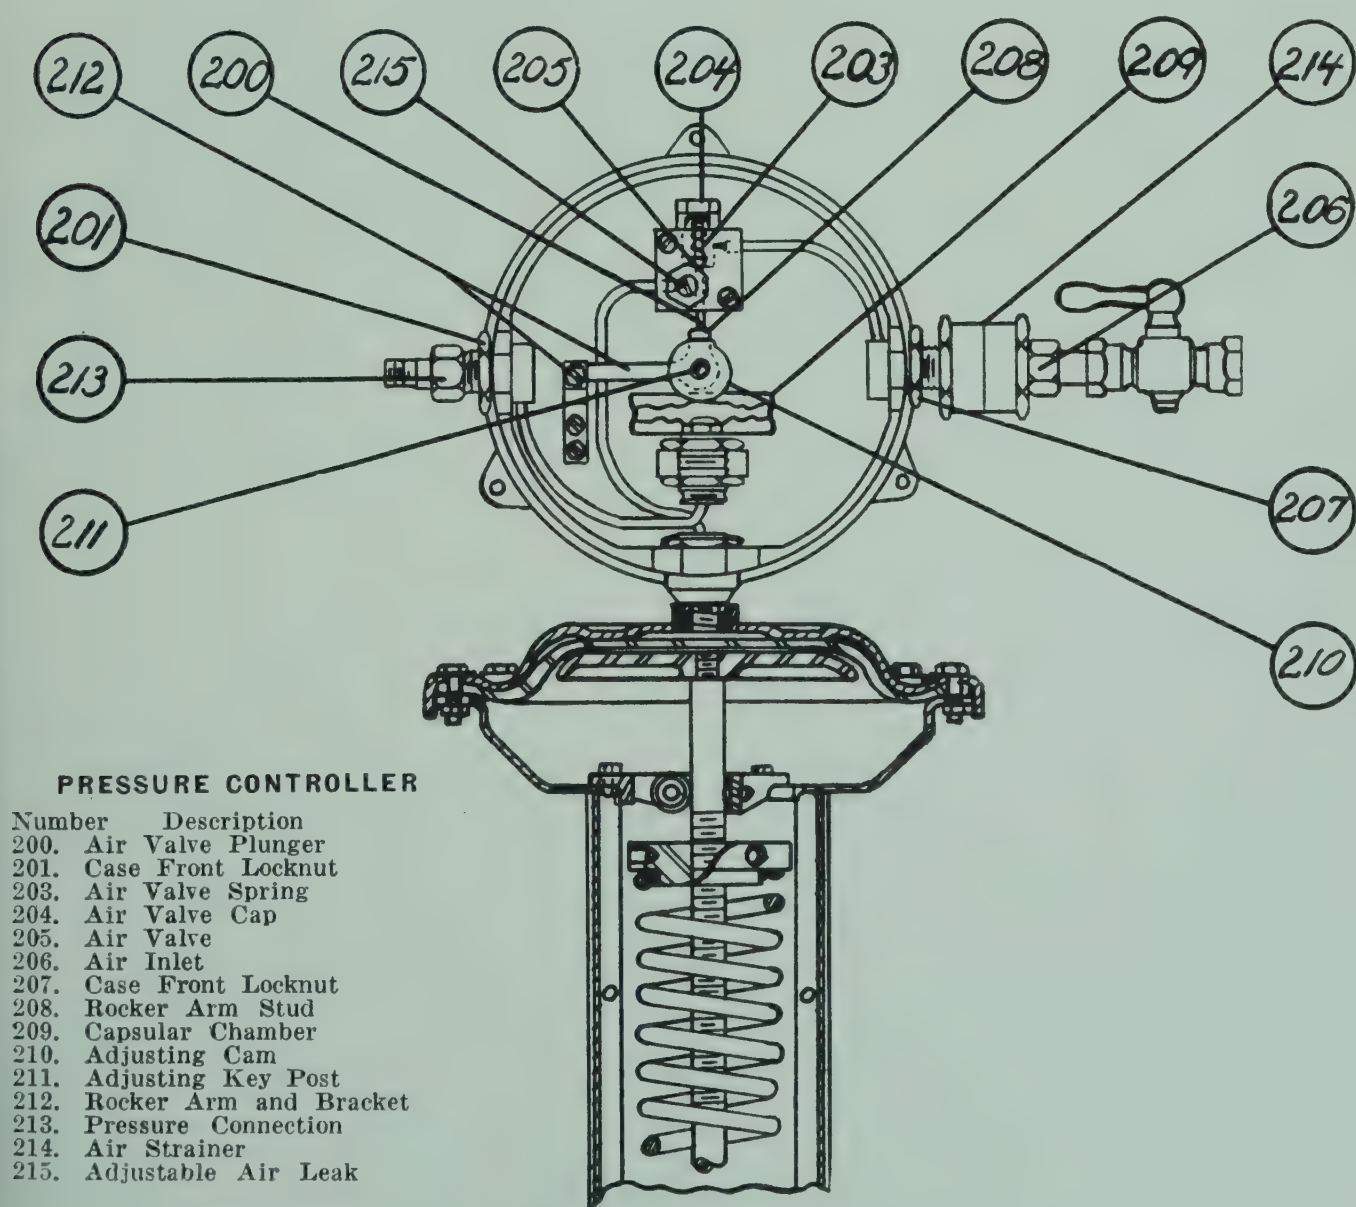 212 200 215 205 204 203 208 209 214
201 206
213
211 207
210
A
PRESSURE CONTROLLER
Number Description
200. Air Valve Plunger
201. Case Front Locknut
203. Air Valve Spring
204. Air Valve Cap
205. Air Valve
206. Air Inlet
207. Case Front Locknut
208. Rocker Arm Stud
209. Capsular Chamber
210. Adjusting Cam
211. Adjusting Key Post
212. Rocker Arm and Bracket
213. Pressure Connection
214. Air Strainer
215. Adjustable Air Leak